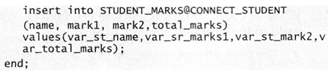 insert into STUDENT_MARKS@CONNECT_STUDENT
(name, mark1, mark2,total_marks)
values(var_st_name,var_sr_marks1,var_st_mark2,v
ar_total_marks);
end;